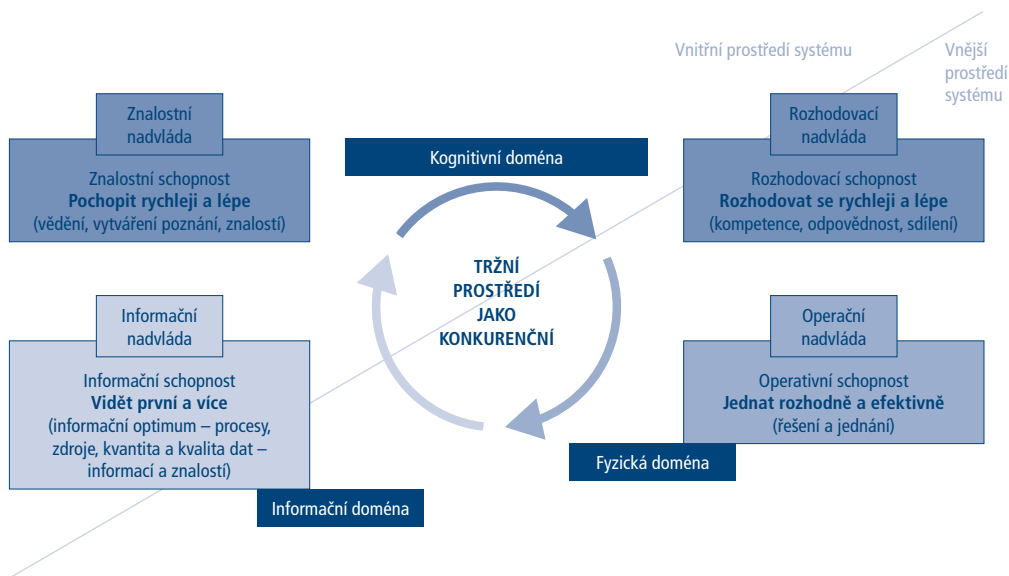 Vnitřní prostředí systému
Vnější
prostředí
systému
Znalostní
nadvláda
Znalostní schopnost
Pochopit rychleji a lépe
(vědění, vytváření poznání, znalostí)
Kognitivní doména
Rozhodovací
nadvláda
Rozhodovací schopnost
Rozhodovat se rychleji a lépe
(kompetence, odpovědnost, sdílení)
TRŽNÍ
PROSTŘEDÍ
JAKO
KONKURENČNÍ
Informační
nadvláda
Informační schopnost
Vidět první a více
(informační optimum – procesy,
zdroje, kvantita a kvalita dat –
informací a znalostí)
Informační doména
Operační
nadvláda
Operativní schopnost
Jednat rozhodně a efektivně
(řešení a jednání)
Fyzická doména